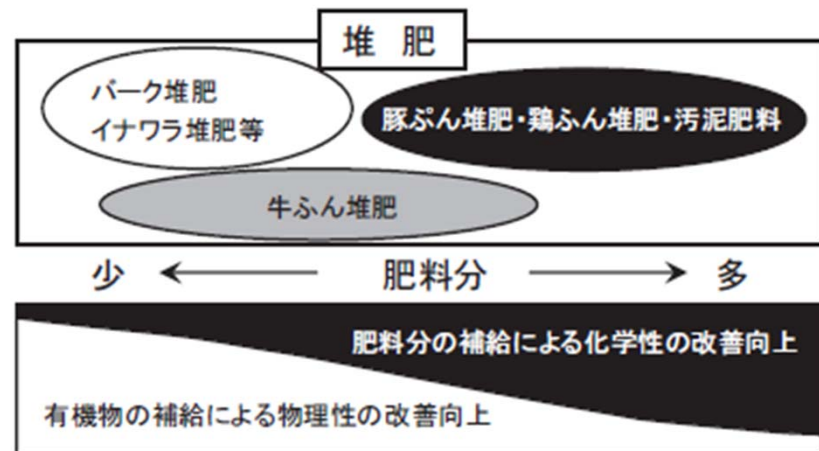 堆 肥
バーク堆肥
イナワラ堆肥等
豚ぷん堆肥・鶏ふん堆肥・汚泥肥料
牛ふん堆肥
少 ← 肥料分 → 多
肥料分の補給による化学性の改善向上
有機物の補給による物理性の改善向上